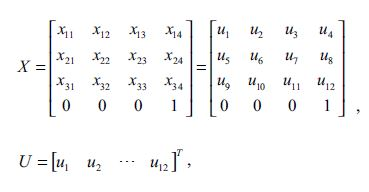 X = [ x₁₁ x₁₂ x₁₃ x₁₄ ] = [ u₁ u₂ u₃ u₄ ]
x₂₁ x₂₂ x₂₃ x₂₄ u₅ u₆ u₇ u₈
x₃₁ x₃₂ x₃₃ x₃₄ u₉ u₁₀ u₁₁ u₁₂
0 0 0 1 0 0 0 1 ,
U = [u₁ u₂ ⋯ u₁₂]ᵀ ,